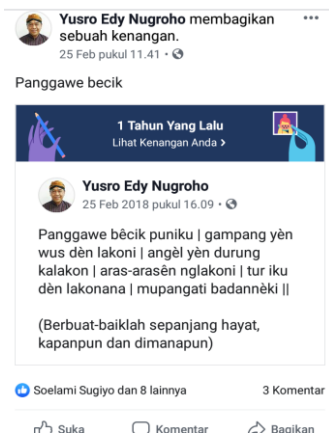 Yusro Edy Nugroho membagikan
sebuah kenangan.
25 Feb pukul 11.41 •
Panggawe becik
1 Tahun Yang Lalu
Lihat Kenangan Anda >
Yusro Edy Nugroho
25 Feb 2018 pukul 16.09 •
Panggawe bêcik puniku | gampang yèn
wus dèn lakoni | angèl yèn durung
kalakon | aras-arasên nglakoni | tur iku
dèn lakonana | mupangati badannèki ||
(Berbuat-baiklah sepanjang hayat,
kapanpun dan dimanapun)
Soelami Sugiyo dan 8 lainnya 3 Komentar
Suka Komentar Bagikan